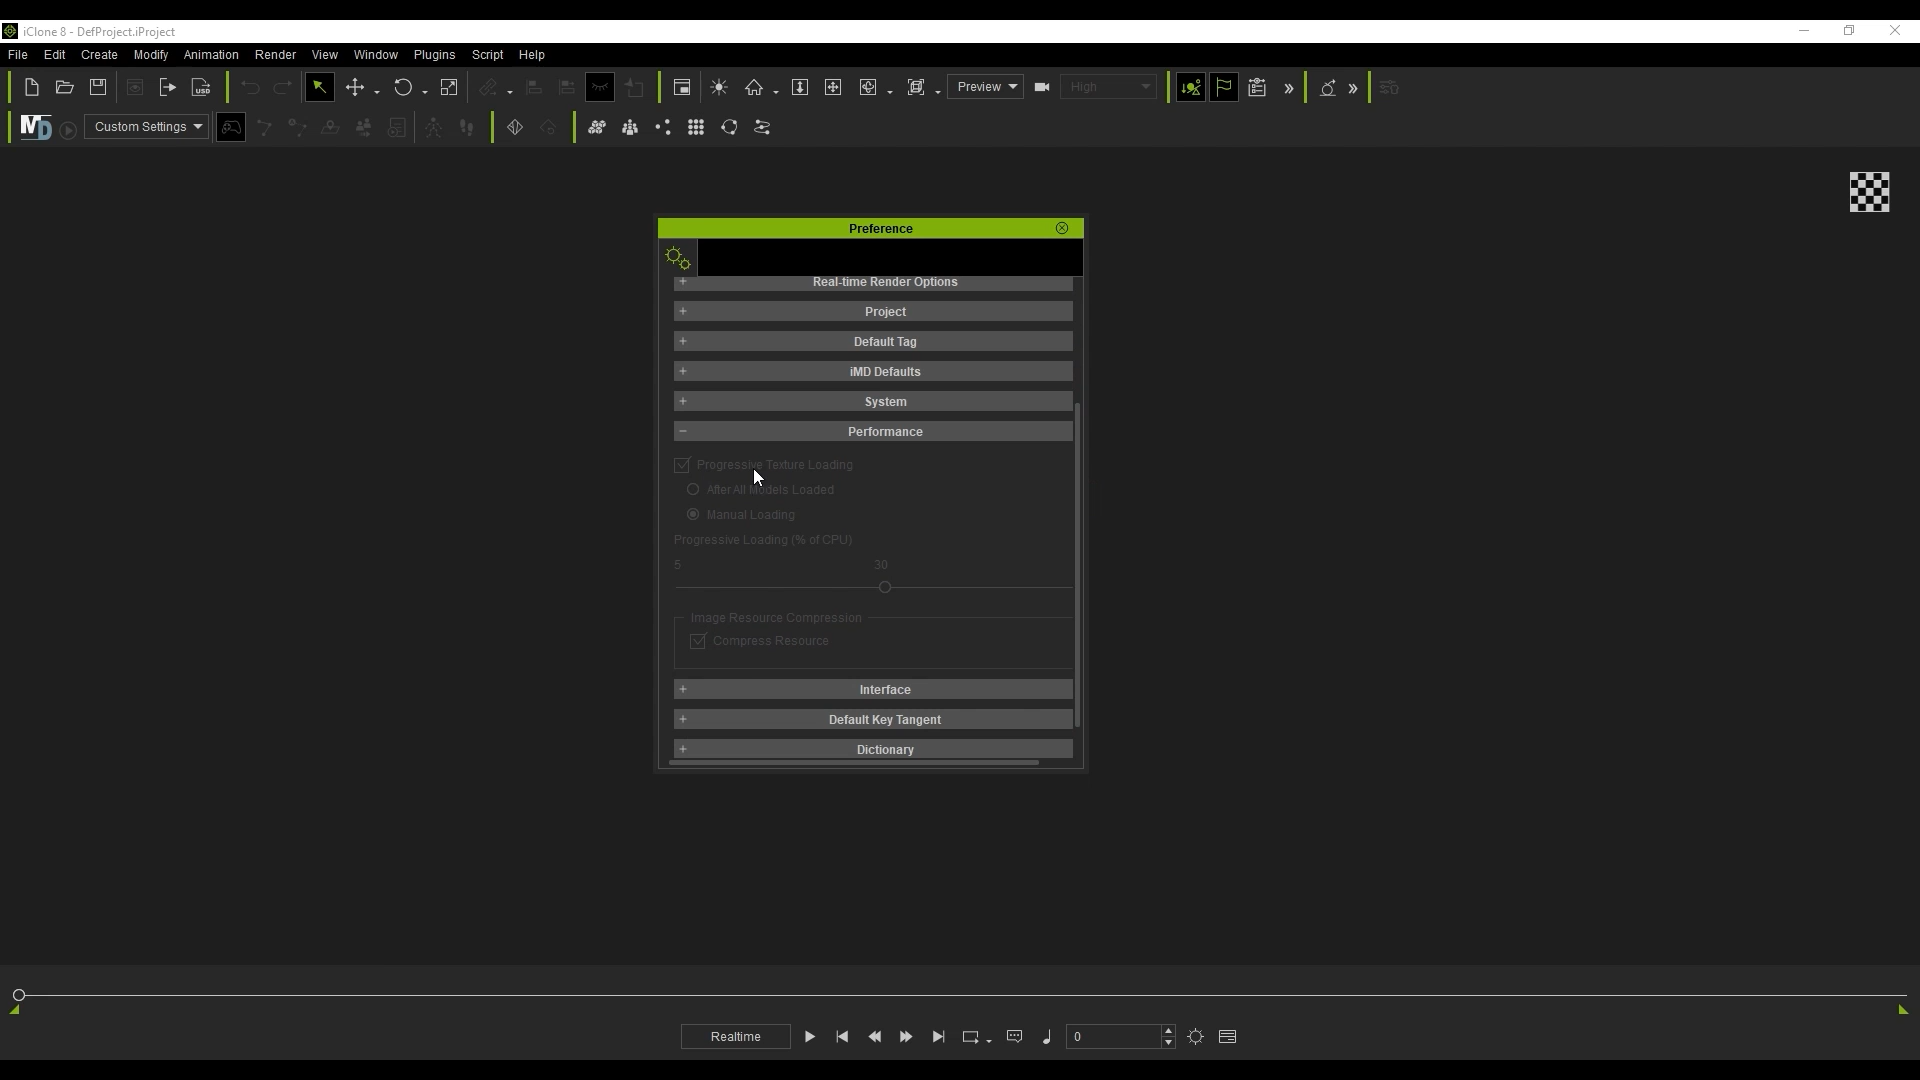 iClone 8 - DefProject.iProject
File Edit Create Modify Animation Render View Window Plugins Script Help
Preview High
MD Custom Settings
Preference
Real-time Render Options
Project
Default Tag
iMD Defaults
System
Performance
Progressive Texture Loading
After All Models Loaded
Manual Loading
Progressive Loading (% of CPU)
5 30
Image Resource Compression
Compress Resource
Interface
Default Key Tangent
Dictionary
Realtime 0